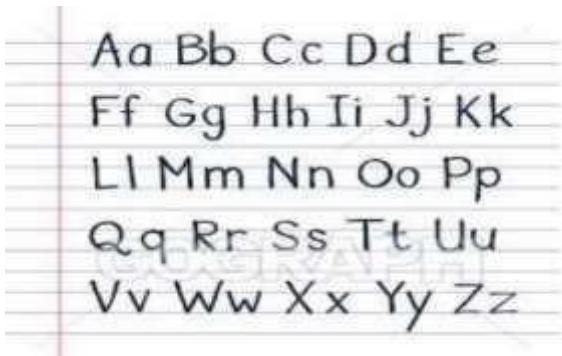 Aa Bb Cc Dd Ee
Ff Gg Hh Ii Jj Kk
Ll Mm Nn Oo Pp
Qq Rr Ss Tt Uu
GOGRAPH
Vv Ww Xx Yy Zz